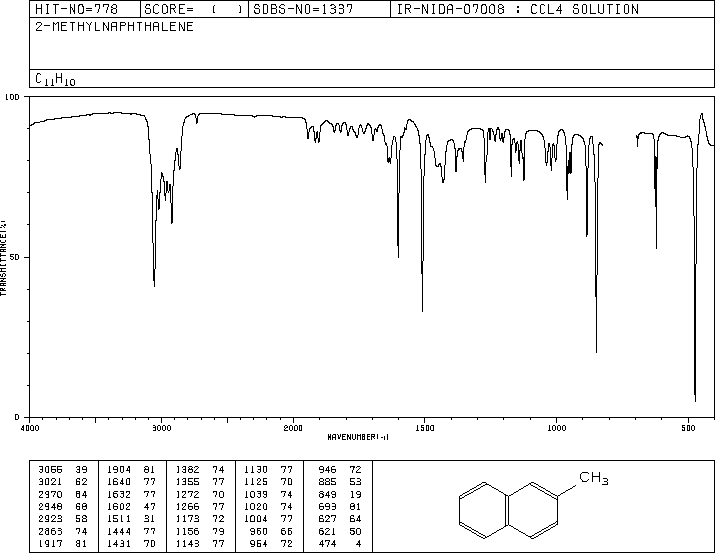 HIT-NO=778 SCORE= ( ) SDBS-NO=1337 IR-NIDA-07008 : CCL4 SOLUTION
2-METHYLNAPHTHALENE
C11H10
100
50
0
TRANSMITTANCE(%)
4000 3000 2000 1500 1000 500
WAVENUMBER(-1)
3055 39 1904 81 1382 74 1130 77 946 72
3021 62 1640 77 1355 77 1125 70 885 53
2970 64 1632 77 1272 70 1039 74 849 19
2948 68 1602 47 1266 77 1020 74 693 81
2923 58 1511 31 1173 72 1004 77 627 64
2863 74 1444 77 1156 79 960 66 621 50
1917 81 1431 70 1143 77 954 72 474 4
CH3